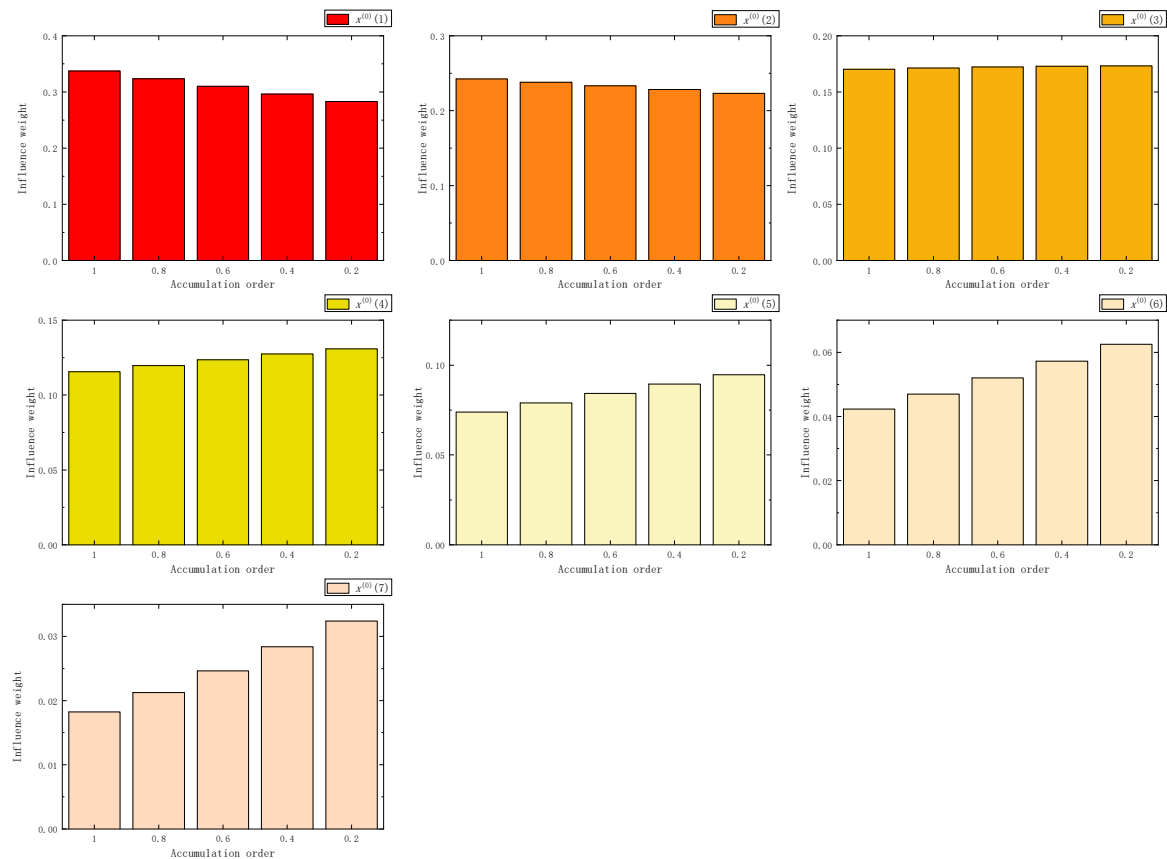 x⁽⁰⁾(1)
0.4
0.3
0.2
0.1
0.0
Influence weight
1 0.8 0.6 0.4 0.2
Accumulation order
x⁽⁰⁾(2)
0.3
0.2
0.1
0.0
Influence weight
1 0.8 0.6 0.4 0.2
Accumulation order
x⁽⁰⁾(3)
0.20
0.15
0.10
0.05
0.00
Influence weight
1 0.8 0.6 0.4 0.2
Accumulation order
x⁽⁰⁾(4)
0.15
0.10
0.05
0.00
Influence weight
1 0.8 0.6 0.4 0.2
Accumulation order
x⁽⁰⁾(5)
0.10
0.05
0.00
Influence weight
1 0.8 0.6 0.4 0.2
Accumulation order
x⁽⁰⁾(6)
0.06
0.04
0.02
0.00
Influence weight
1 0.8 0.6 0.4 0.2
Accumulation order
x⁽⁰⁾(7)
0.03
0.02
0.01
0.00
Influence weight
1 0.8 0.6 0.4 0.2
Accumulation order